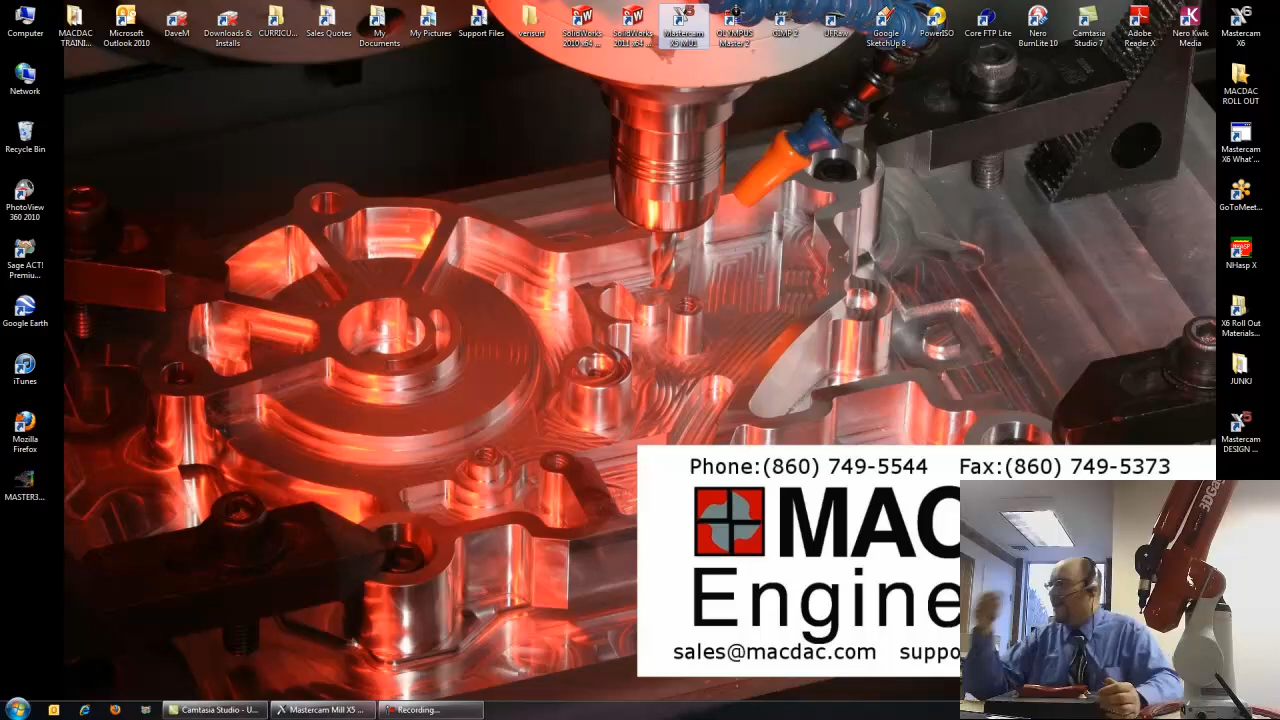 Computer
MACDAC
TRAINI...
Microsoft
Outlook 2010
DaveM
Downloads &
Installs
CURRICU...
Sales Quotes
My
Documents
My Pictures
Support Files
verisurf
SolidWorks
2010 x64 ...
SolidWorks
2011 x64 ...
Mastercam
X5 MU1
OLYMPUS
Master 2
GIMP 2
UFRaw
Google
SketchUp 8
PowerISO
Core FTP Lite
Nero
BurnLite 10
Camtasia
Studio 7
Adobe
Reader X
Nero Kwik
Media
Mastercam
X6
Network
MACDAC
ROLL OUT
Recycle Bin
Mastercam
X6 What'...
PhotoView
360 2010
GoToMeet...
Sage ACT!
Premiu...
NHasp X
Google Earth
X6 Roll Out
Materials...
iTunes
JUNK!
Mozilla
Firefox
Mastercam
DESIGN ...
MASTER3...
Phone:(860) 749-5544 Fax:(860) 749-5373
MAC
Engine
sales@macdac.com suppo
Camtasia Studio - U...
Mastercam Mill X5 ...
Recording...